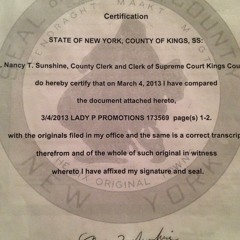 Certification
STATE OF NEW YORK, COUNTY OF KINGS, SS:
, Nancy T. Sunshine, County Clerk and Clerk of Supreme Court Kings Cou
do hereby certify that on March 4, 2013 I have compared
the document attached hereto,
3/4/2013 LADY P PROMOTIONS 173569 page(s) 1-2.
with the originals filed in my office and the same is a correct transcrip
therefrom and of the whole of such original in witness
whereto I have affixed my signature and seal.